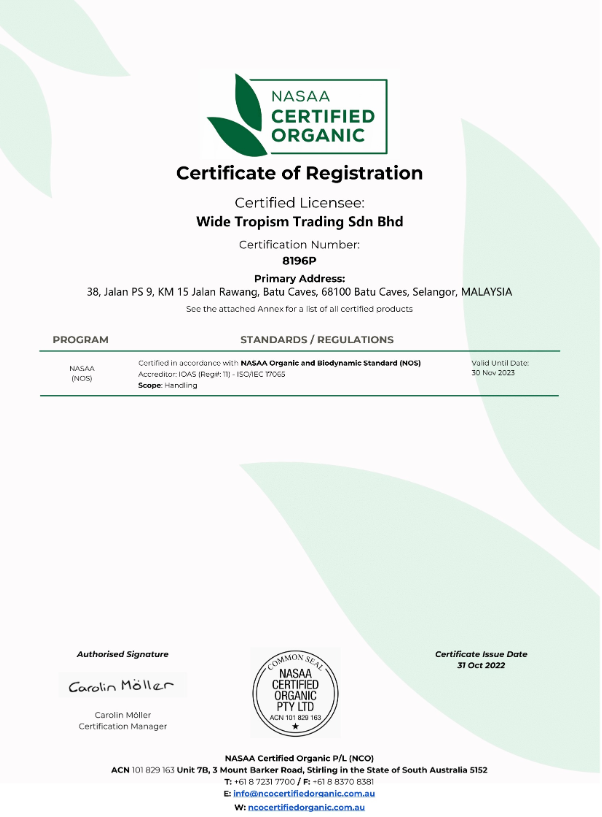 NASAA
CERTIFIED
ORGANIC
Certificate of Registration
Certified Licensee:
Wide Tropism Trading Sdn Bhd
Certification Number:
8196P
Primary Address:
38, Jalan PS 9, KM 15 Jalan Rawang, Batu Caves, 68100 Batu Caves, Selangor, MALAYSIA
See the attached Annex for a list of all certified products
PROGRAM STANDARDS / REGULATIONS
NASAA
(NOS)
Certified in accordance with NASAA Organic and Biodynamic Standard (NOS)
Accreditor: IOAS (Reg#: 11) - ISO/IEC 17065
Scope: Handling
Valid Until Date:
30 Nov 2023
Authorised Signature
Carolin Möller
Carolin Möller
Certification Manager
COMMON SEAL
NASAA
CERTIFIED
ORGANIC
PTY LTD
ACN 101 829 163
Certificate Issue Date
31 Oct 2022
NASAA Certified Organic P/L (NCO)
ACN 101 829 163 Unit 7B, 3 Mount Barker Road, Stirling in the State of South Australia 5152
T: +61 8 7231 7700 / F: +61 8 8370 8381
E: info@ncocertifiedorganic.com.au
W: ncocertifiedorganic.com.au